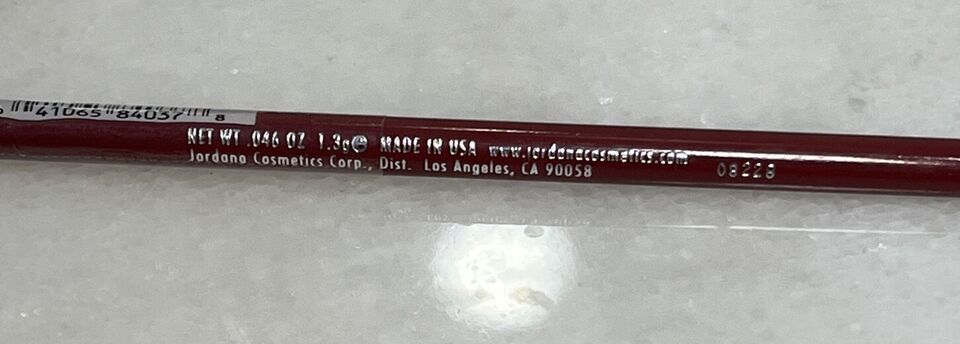 41065 84037 8
NET WT .046 OZ 1.3g℮ MADE IN USA www.jordanacosmetics.com
Jordana Cosmetics Corp., Dist. Los Angeles, CA 90058
08228